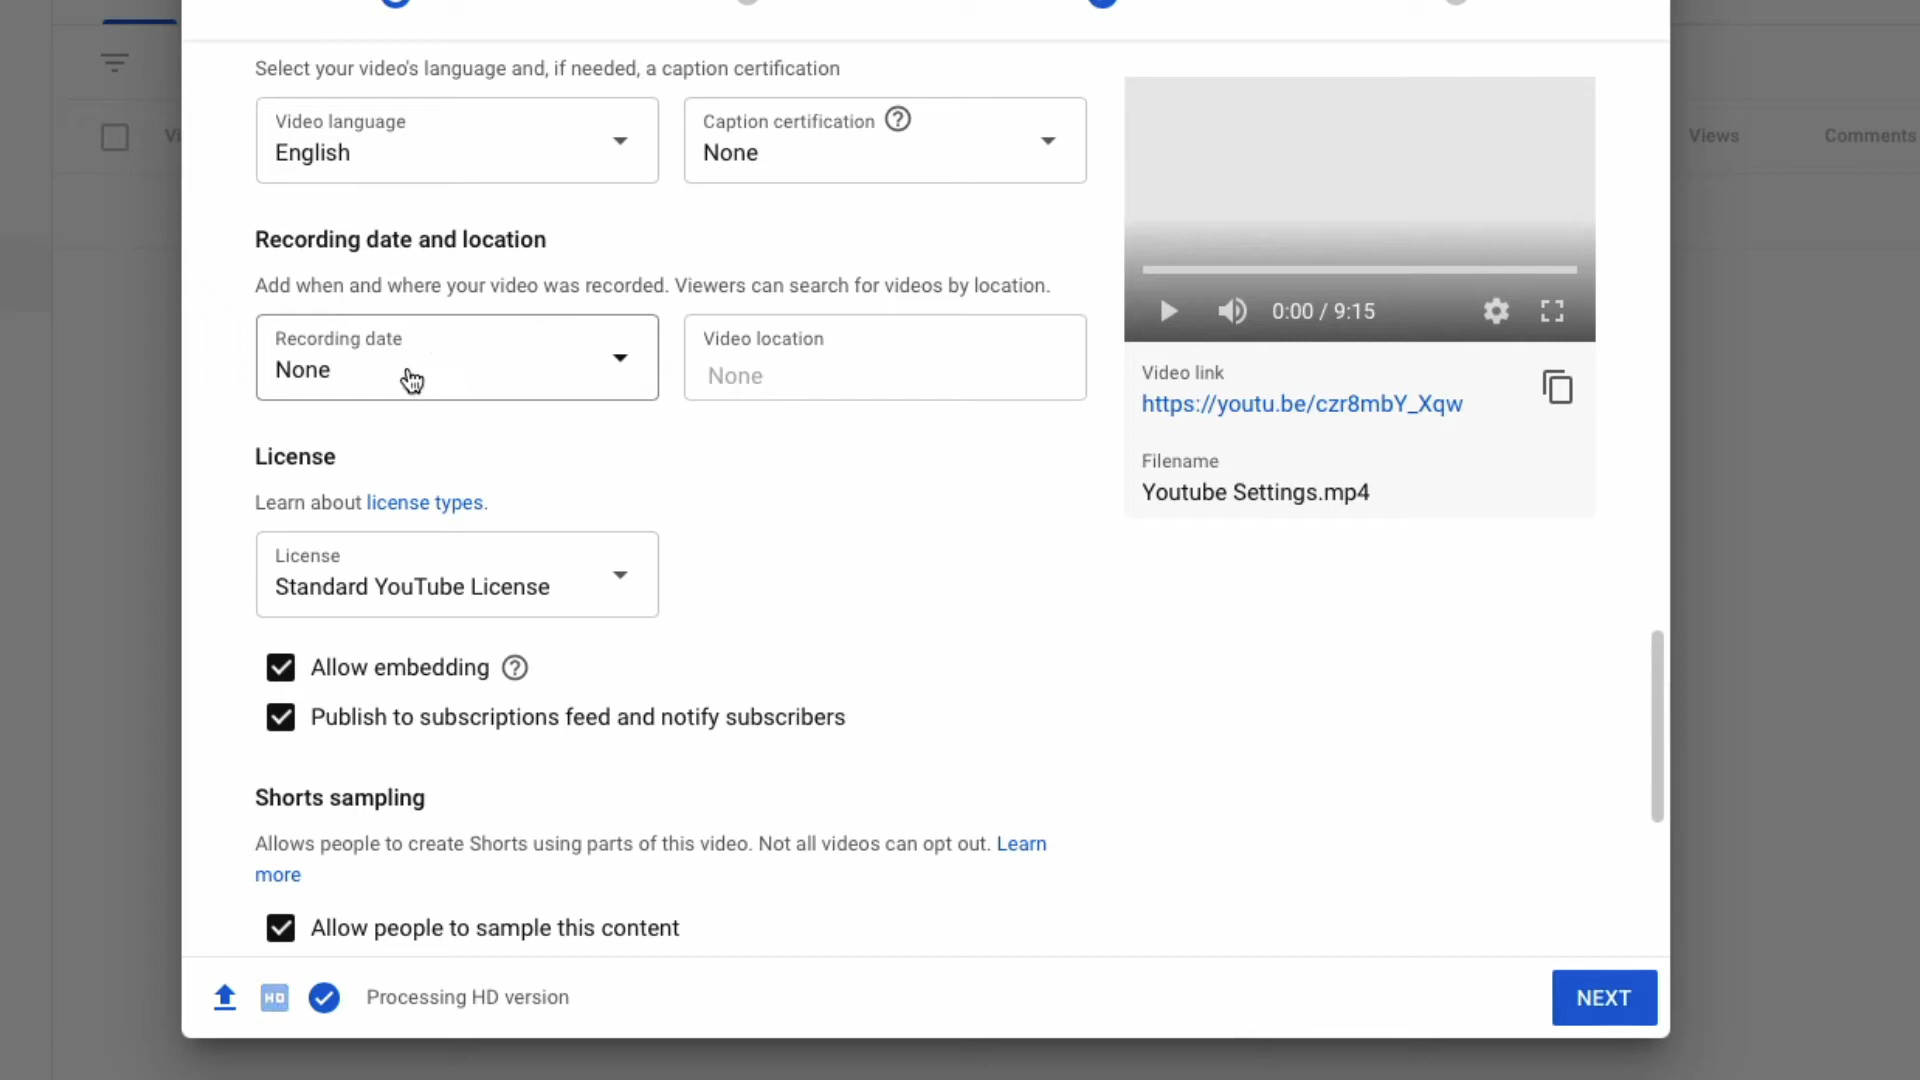 Select your video's language and, if needed, a caption certification
Video language
English
Caption certification
None
Views
Comments
Recording date and location
Add when and where your video was recorded. Viewers can search for videos by location.
Recording date
None
Video location
None
0:00 / 9:15
Video link
https://youtu.be/czr8mbY_Xqw
Filename
Youtube Settings.mp4
License
Learn about license types.
License
Standard YouTube License
Allow embedding
Publish to subscriptions feed and notify subscribers
Shorts sampling
Allows people to create Shorts using parts of this video. Not all videos can opt out. Learn
more
Allow people to sample this content
HD
Processing HD version
NEXT